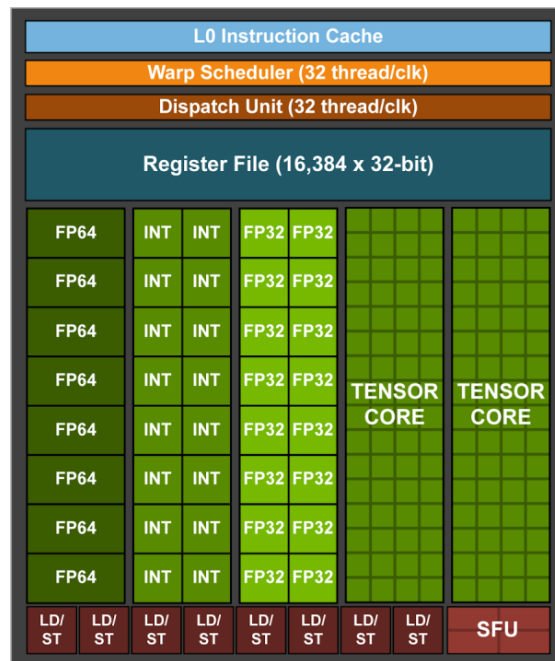 L0 Instruction Cache
Warp Scheduler (32 thread/clk)
Dispatch Unit (32 thread/clk)
Register File (16,384 x 32-bit)
FP64 INT INT FP32 FP32
FP64 INT INT FP32 FP32
FP64 INT INT FP32 FP32
FP64 INT INT FP32 FP32 TENSOR TENSOR
FP64 INT INT FP32 FP32 CORE CORE
FP64 INT INT FP32 FP32
FP64 INT INT FP32 FP32
FP64 INT INT FP32 FP32
LD/ LD/ LD/ LD/ LD/ LD/ LD/ LD/ SFU
ST ST ST ST ST ST ST ST